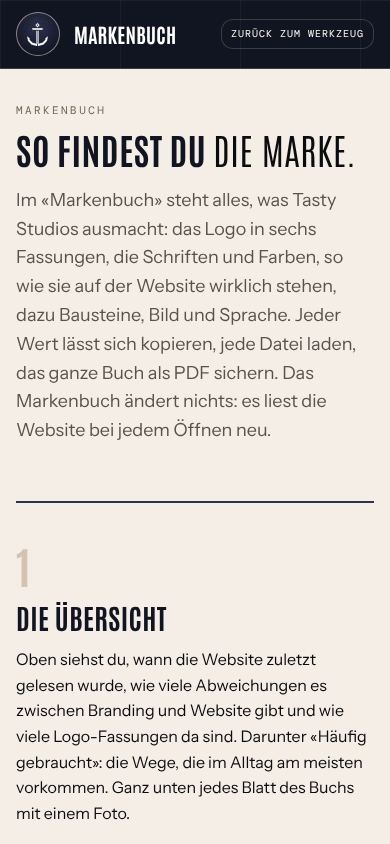 MARKENBUCH
ZURÜCK ZUM WERKZEUG
MARKENBUCH
SO FINDEST DU DIE MARKE.
Im «Markenbuch» steht alles, was Tasty
Studios ausmacht: das Logo in sechs
Fassungen, die Schriften und Farben, so
wie sie auf der Website wirklich stehen,
dazu Bausteine, Bild und Sprache. Jeder
Wert lässt sich kopieren, jede Datei laden,
das ganze Buch als PDF sichern. Das
Markenbuch ändert nichts: es liest die
Website bei jedem Öffnen neu.
1
DIE ÜBERSICHT
Oben siehst du, wann die Website zuletzt
gelesen wurde, wie viele Abweichungen es
zwischen Branding und Website gibt und wie
viele Logo-Fassungen da sind. Darunter «Häufig
gebraucht»: die Wege, die im Alltag am meisten
vorkommen. Ganz unten jedes Blatt des Buchs
mit einem Foto.